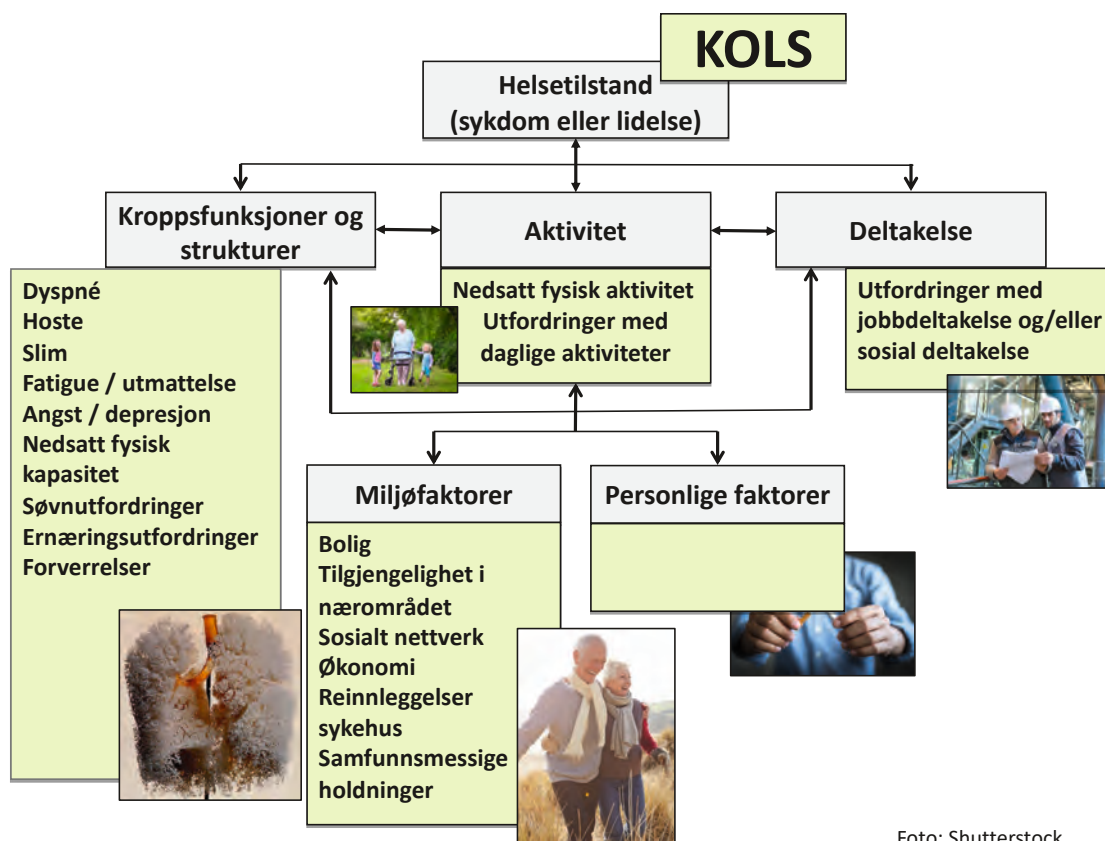 KOLS
Helsetilstand
(sykdom eller lidelse)
Kroppsfunksjoner og
strukturer
Aktivitet
Deltakelse
Dyspné
Hoste
Slim
Fatigue / utmattelse
Angst / depresjon
Nedsatt fysisk
kapasitet
Søvnutfordringer
Ernæringsutfordringer
Forverrelser
Nedsatt fysisk aktivitet
Utfordringer med
daglige aktiviteter
Utfordringer med
jobbdeltakelse og/eller
sosial deltakelse
Miljøfaktorer
Personlige faktorer
Bolig
Tilgjengelighet i
nærområdet
Sosialt nettverk
Økonomi
Reinnleggelser
sykehus
Samfunnsmessige
holdninger
Foto: Shutterstock